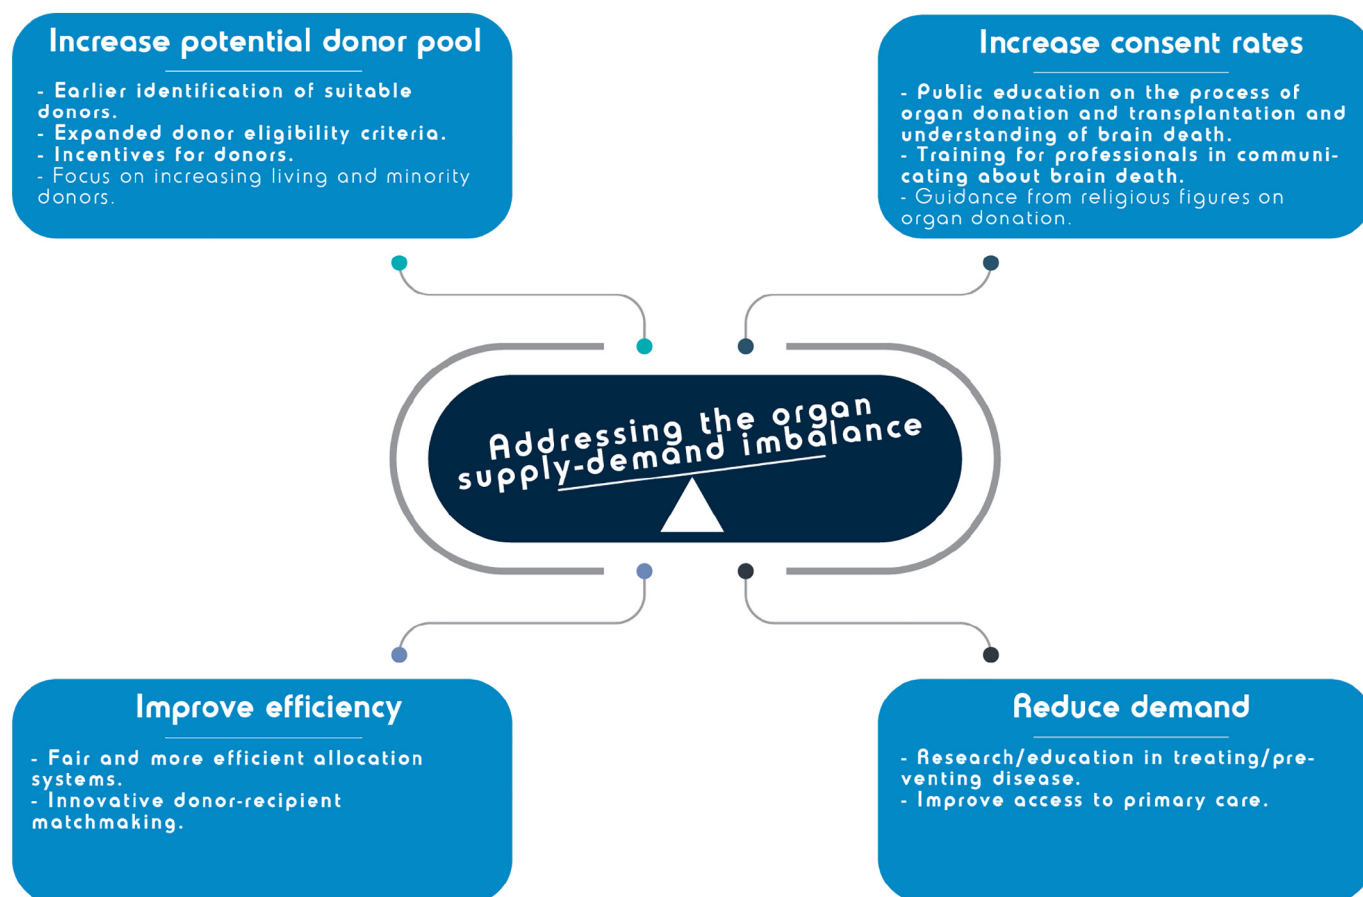 Increase potential donor pool
- Earlier identification of suitable
donors.
- Expanded donor eligibility criteria.
- Incentives for donors.
- Focus on increasing living and minority
donors.
Increase consent rates
- Public education on the process of
organ donation and transplantation and
understanding of brain death.
- Training for professionals in communi-
cating about brain death.
- Guidance from religious figures on
organ donation.
Addressing the organ
supply-demand imbalance
Improve efficiency
- Fair and more efficient allocation
systems.
- Innovative donor-recipient
matchmaking.
Reduce demand
- Research/education in treating/pre-
venting disease.
- Improve access to primary care.